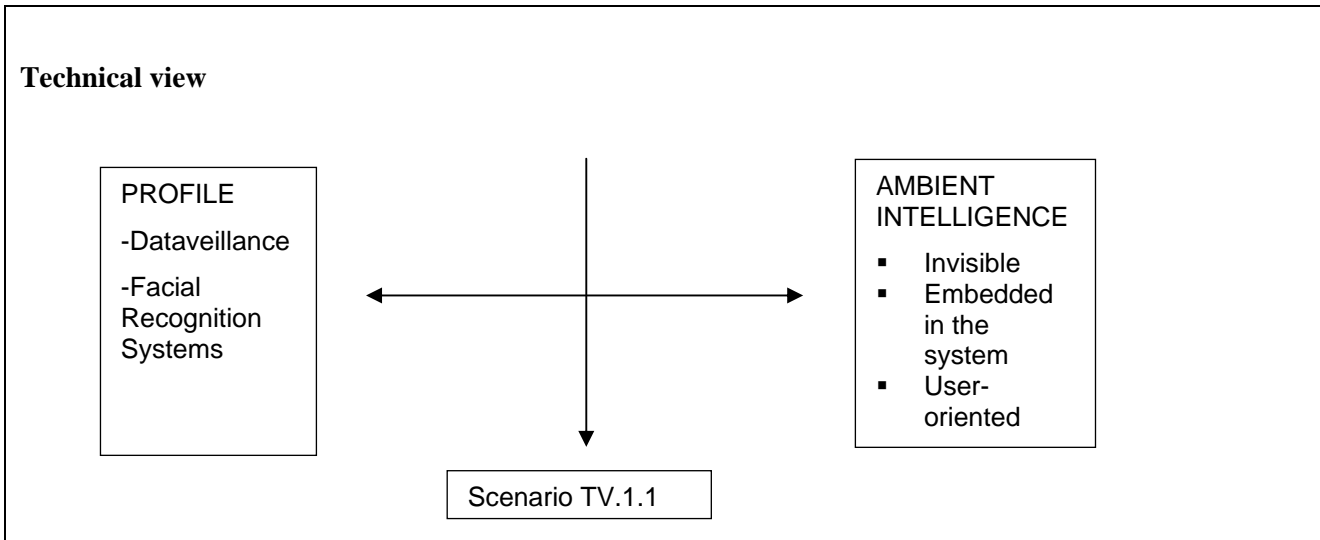 Technical view
PROFILE
-Dataveillance
-Facial
Recognition
Systems
AMBIENT
INTELLIGENCE
▪ Invisible
▪ Embedded
in the
system
▪ User-
oriented
Scenario TV.1.1